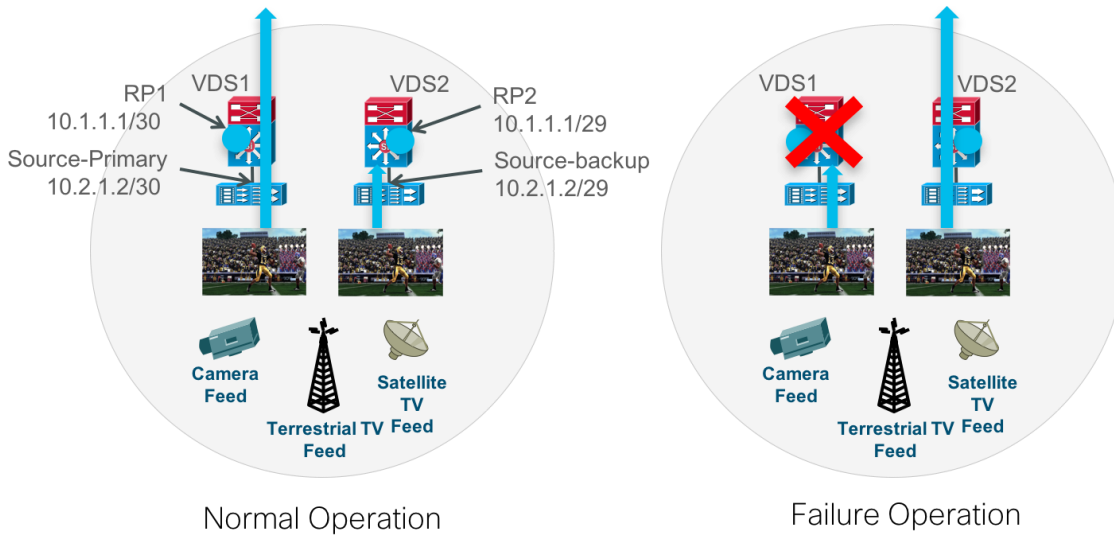 VDS1
VDS2
RP1
10.1.1.1/30
RP2
10.1.1.1/29
Source-Primary
10.2.1.2/30
Source-backup
10.2.1.2/29
Camera
Feed
Terrestrial TV
Feed
Satellite
TV
Feed
Normal Operation
VDS1
VDS2
Camera
Feed
Terrestrial TV
Feed
Satellite
TV
Feed
Failure Operation